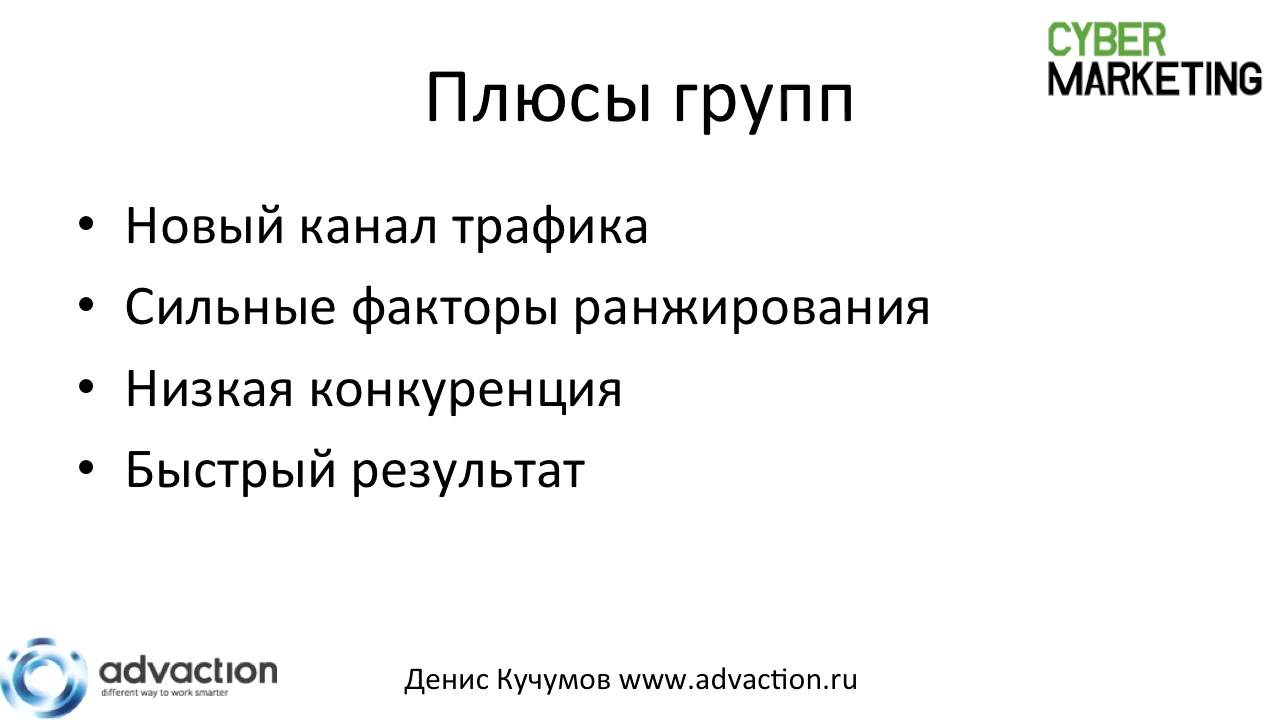 CYBER
MARKETING
Плюсы групп
• Новый канал трафика
• Сильные факторы ранжирования
• Низкая конкуренция
• Быстрый результат
advaction
different way to work smarter
Денис Кучумов www.advaction.ru